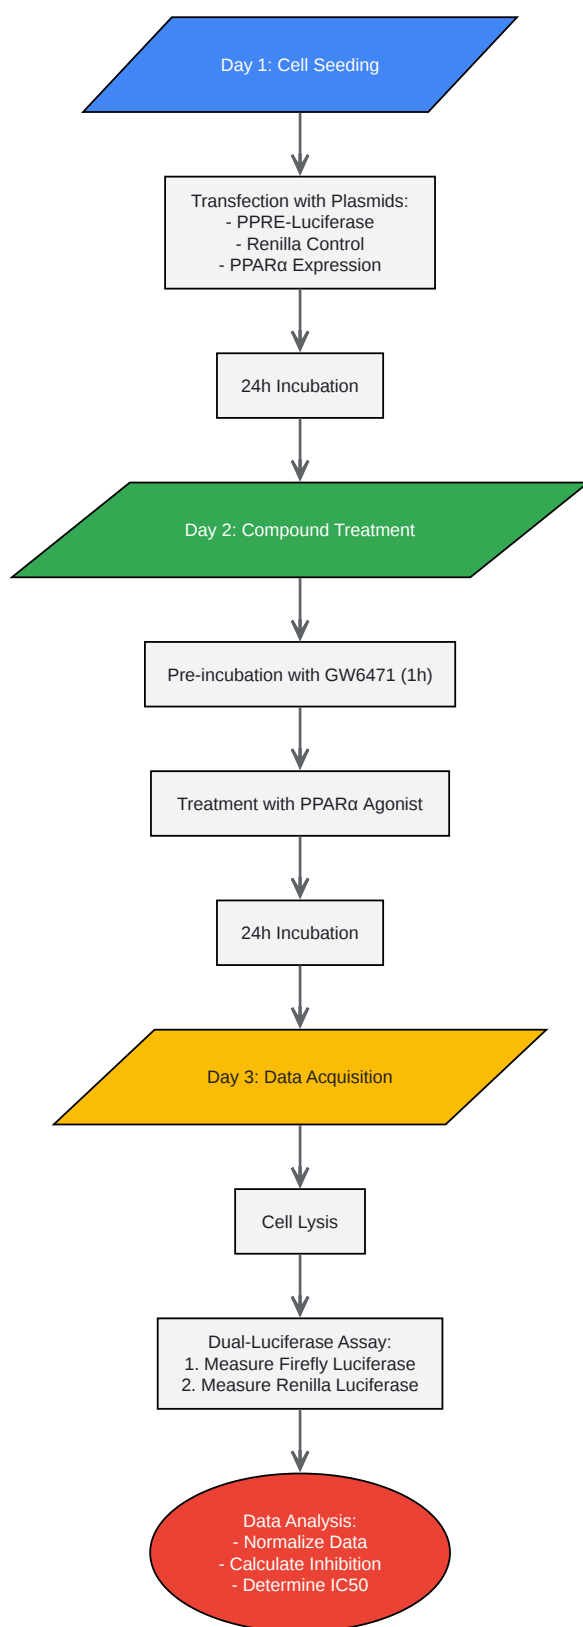 Day 1: Cell Seeding
Transfection with Plasmids:
- PPRE-Luciferase
- Renilla Control
- PPARα Expression
24h Incubation
Day 2: Compound Treatment
Pre-incubation with GW6471 (1h)
Treatment with PPARα Agonist
24h Incubation
Day 3: Data Acquisition
Cell Lysis
Dual-Luciferase Assay:
1. Measure Firefly Luciferase
2. Measure Renilla Luciferase
Data Analysis:
- Normalize Data
- Calculate Inhibition
- Determine IC50